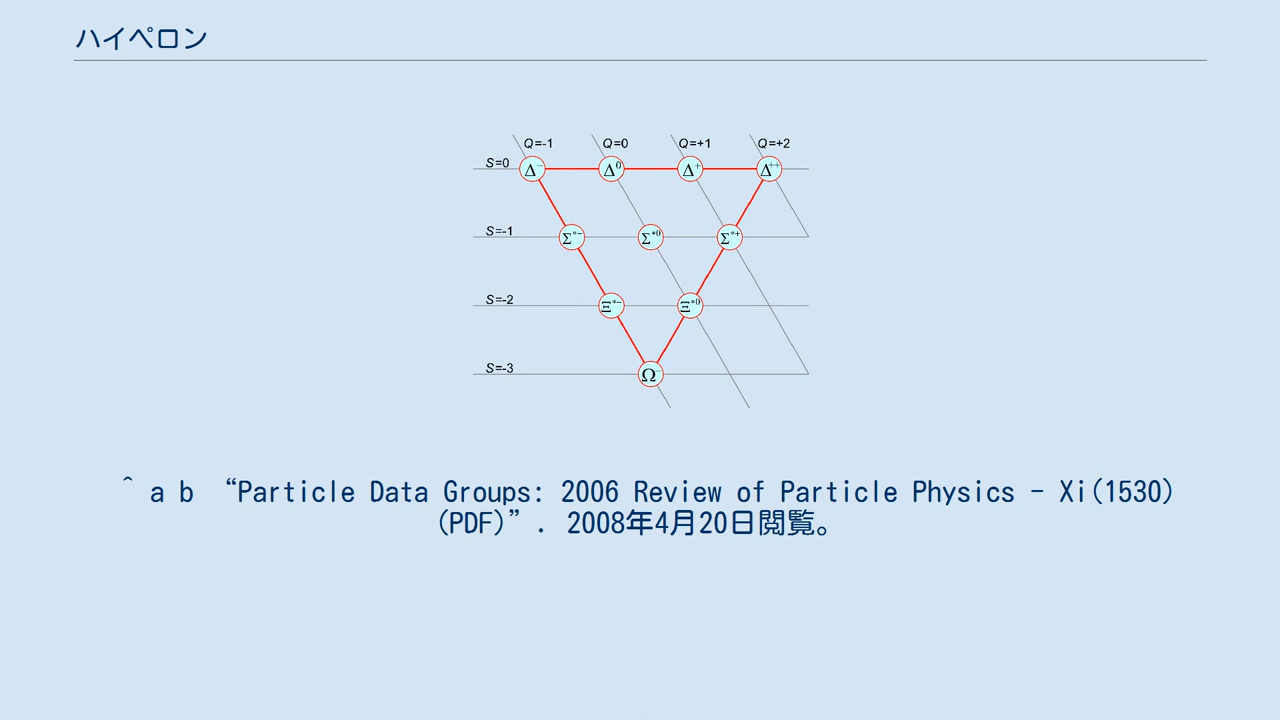 ハイペロン
Q=-1 Q=0 Q=+1 Q=+2
S=0 Δ⁻ Δ⁰ Δ⁺ Δ⁺⁺
S=-1 Σ*⁻ Σ*⁰ Σ*⁺
S=-2 Ξ*⁻ Ξ*⁰
S=-3 Ω⁻
^ a b “Particle Data Groups: 2006 Review of Particle Physics – Xi(1530)
(PDF)”. 2008年4月20日閲覧。